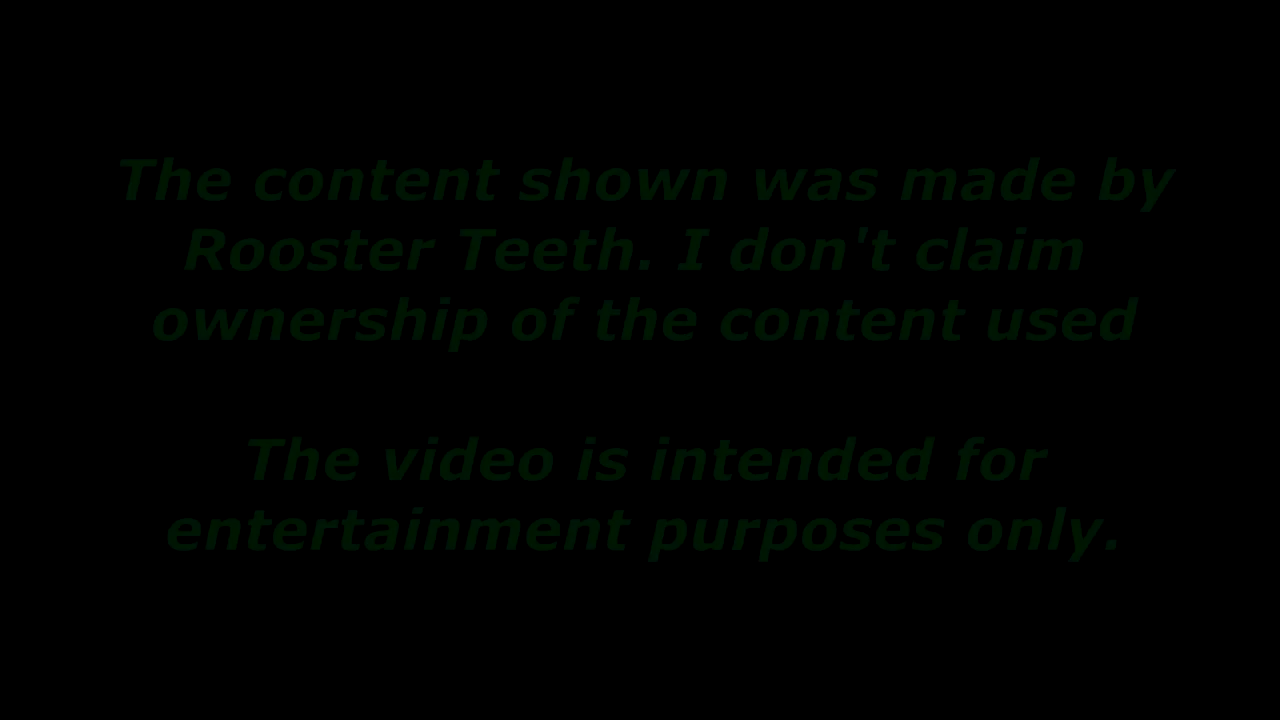 The content shown was made by
Rooster Teeth. I don't claim
ownership of the content used
The video is intended for
entertainment purposes only.